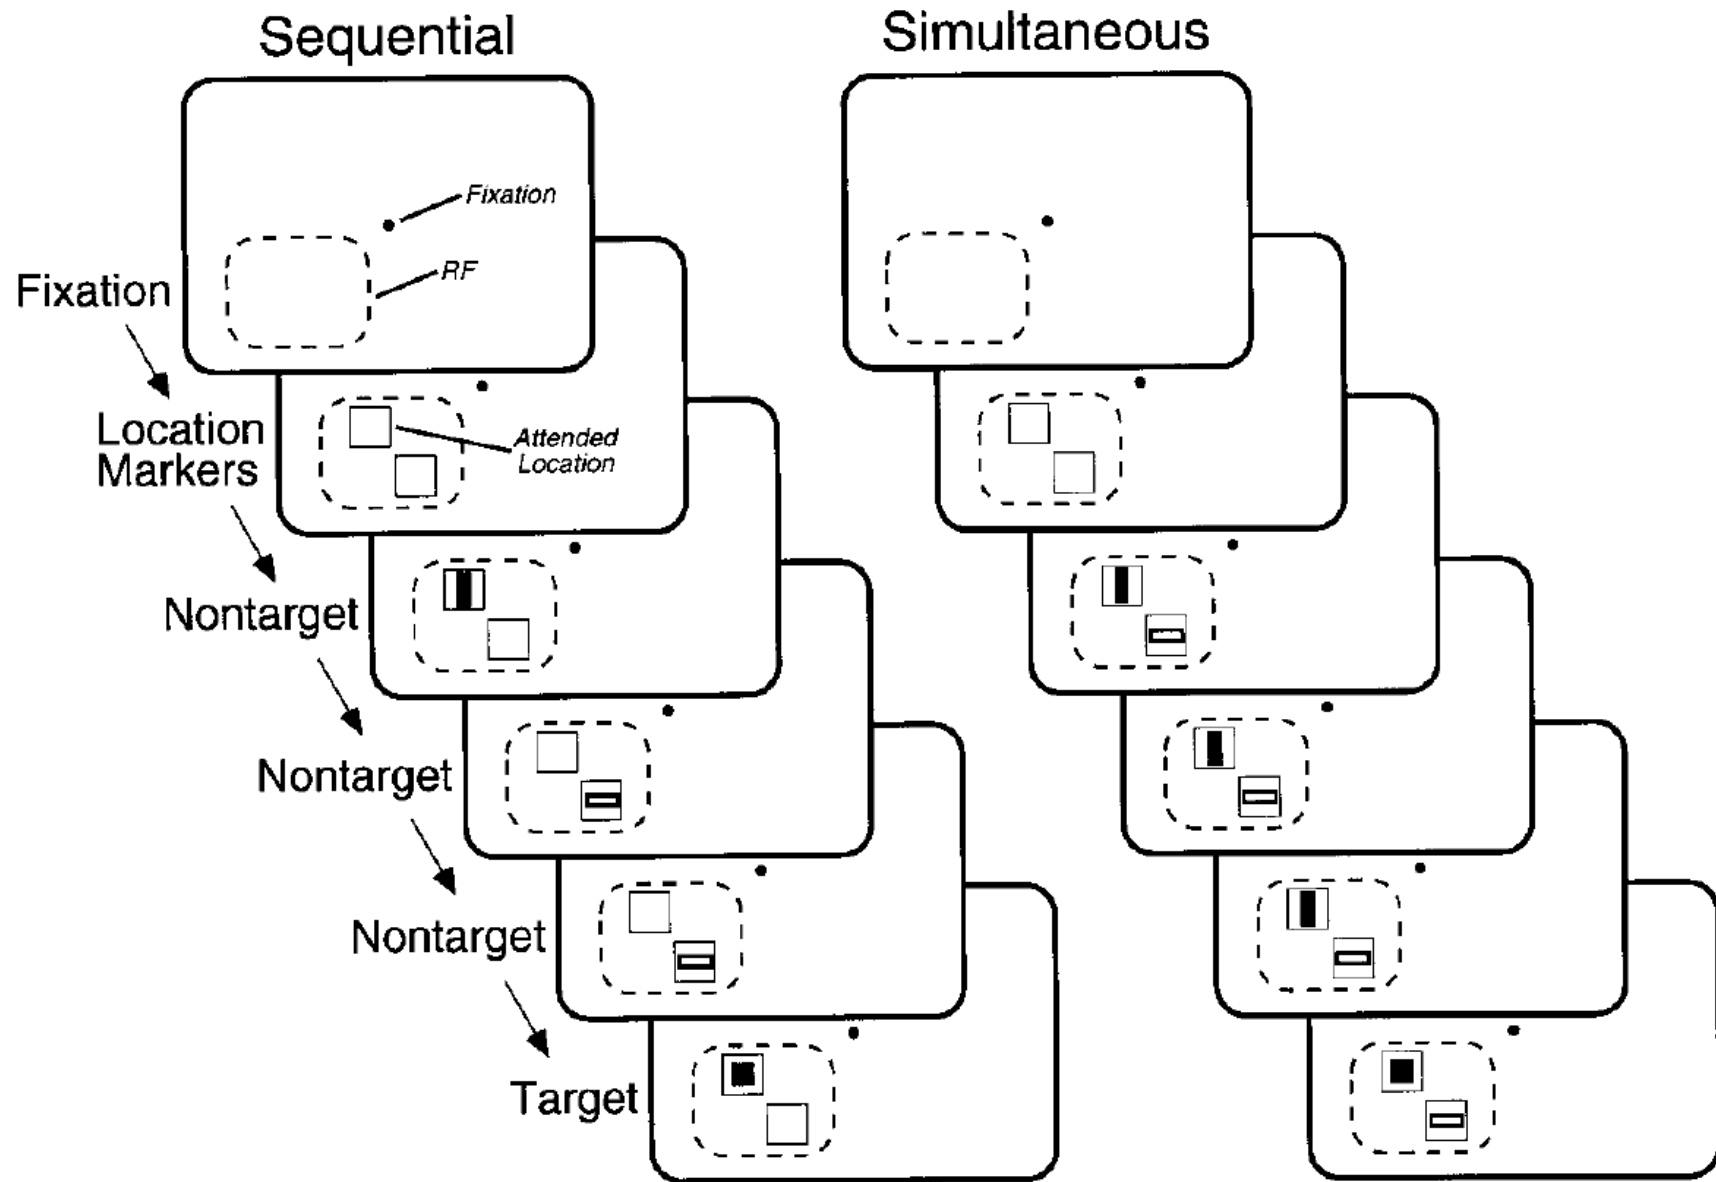 Sequential
Simultaneous
Fixation
RF
Fixation
Attended
Location
Location
Markers
Nontarget
Nontarget
Nontarget
Target